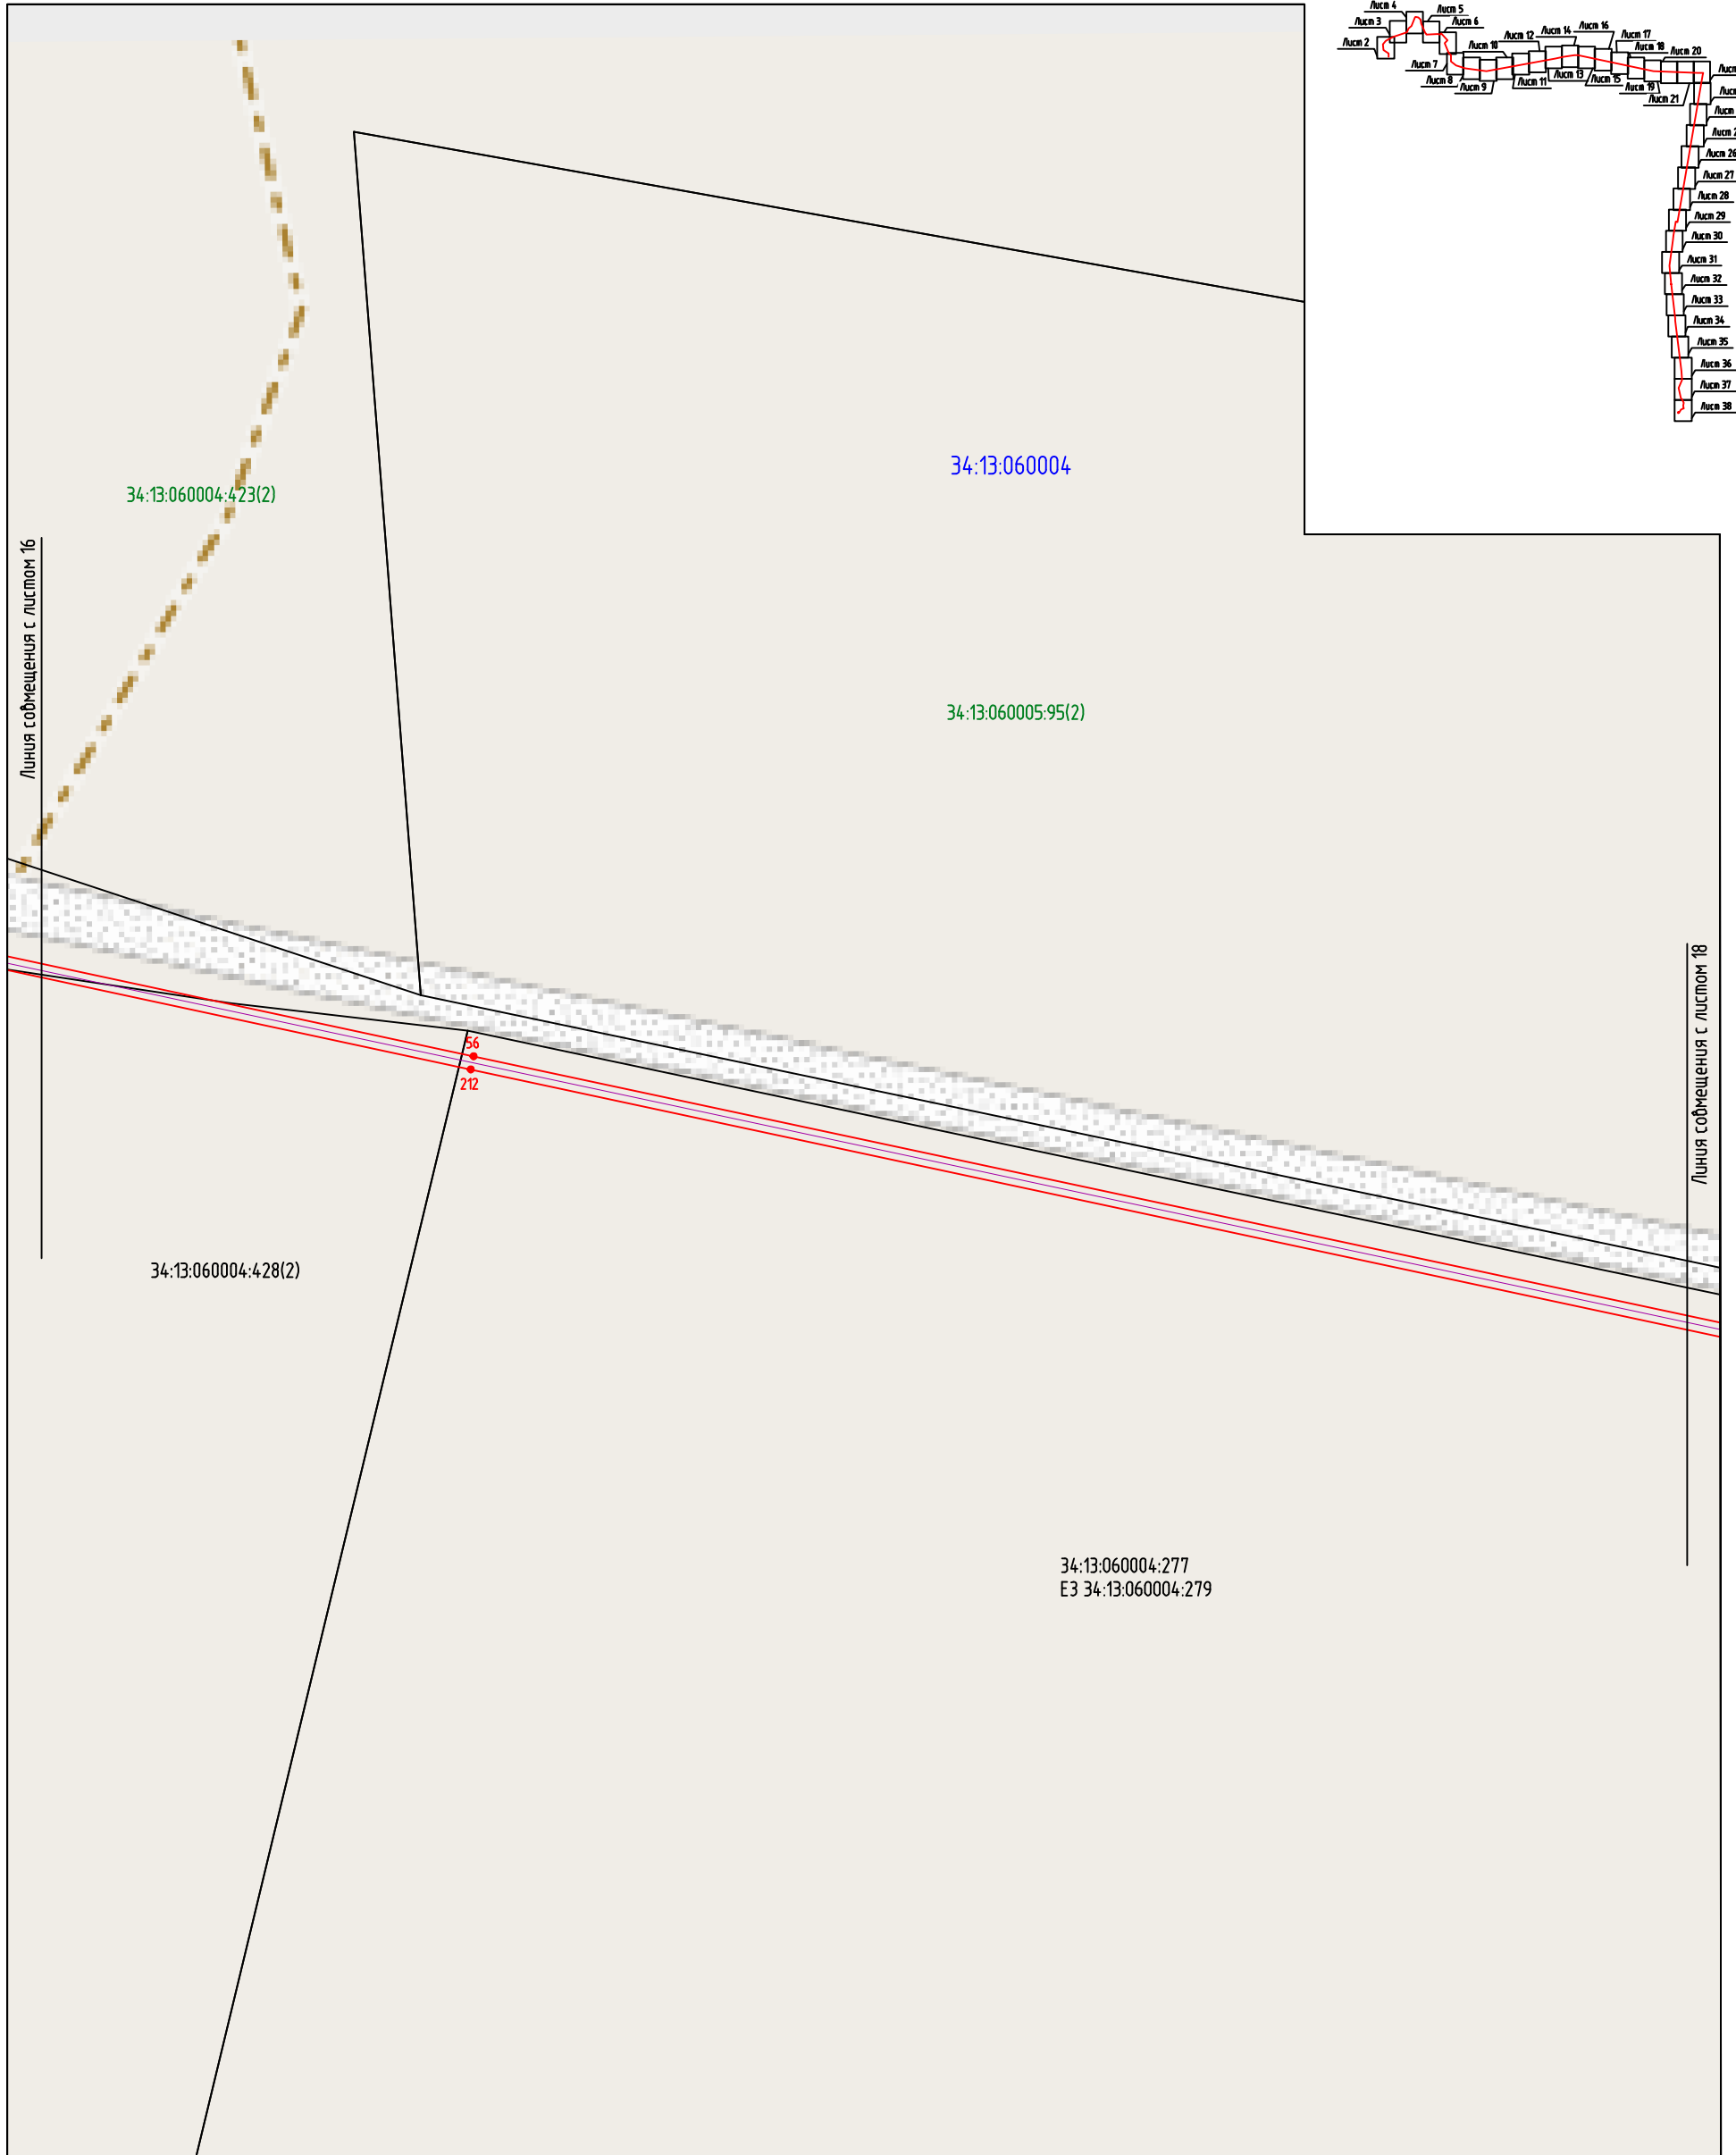 Лист 4
Лист 5
Лист 3
Лист 6
Лист 2
Лист 7
Лист 8
Лист 9
Лист 10
Лист 11
Лист 12
Лист 13
Лист 14
Лист 15
Лист 16
Лист 17
Лист 18
Лист 19
Лист 20
Лист 21
Лист
Лист
Лист
Лист 2
Лист 26
Лист 27
Лист 28
Лист 29
Лист 30
Лист 31
Лист 32
Лист 33
Лист 34
Лист 35
Лист 36
Лист 37
Лист 38
34:13:060004
34:13:060004:423(2)
Линия совмещения с листом 16
34:13:060005:95(2)
Линия совмещения с листом 18
56
212
34:13:060004:428(2)
34:13:060004:277
ЕЗ 34:13:060004:279